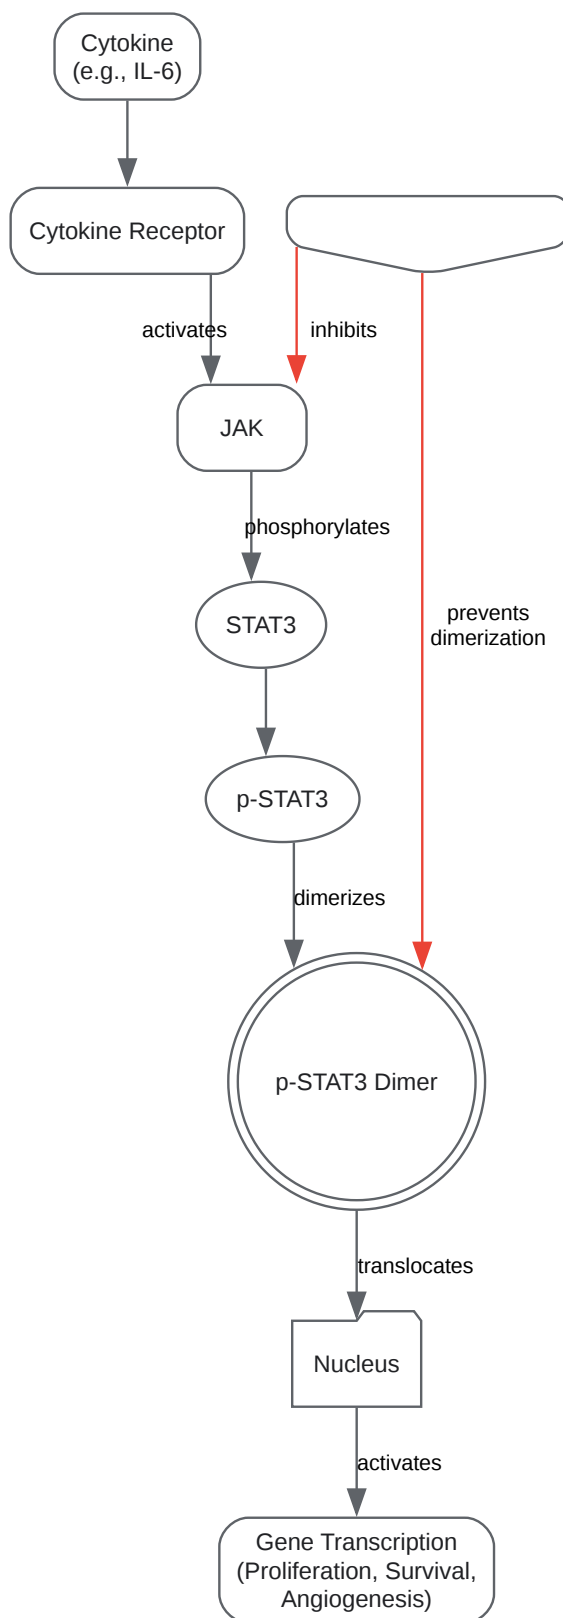 Cytokine
(e.g., IL-6)
Cytokine Receptor
activates
inhibits
JAK
phosphorylates
STAT3
prevents
dimerization
p-STAT3
dimerizes
p-STAT3 Dimer
translocates
Nucleus
activates
Gene Transcription
(Proliferation, Survival,
Angiogenesis)